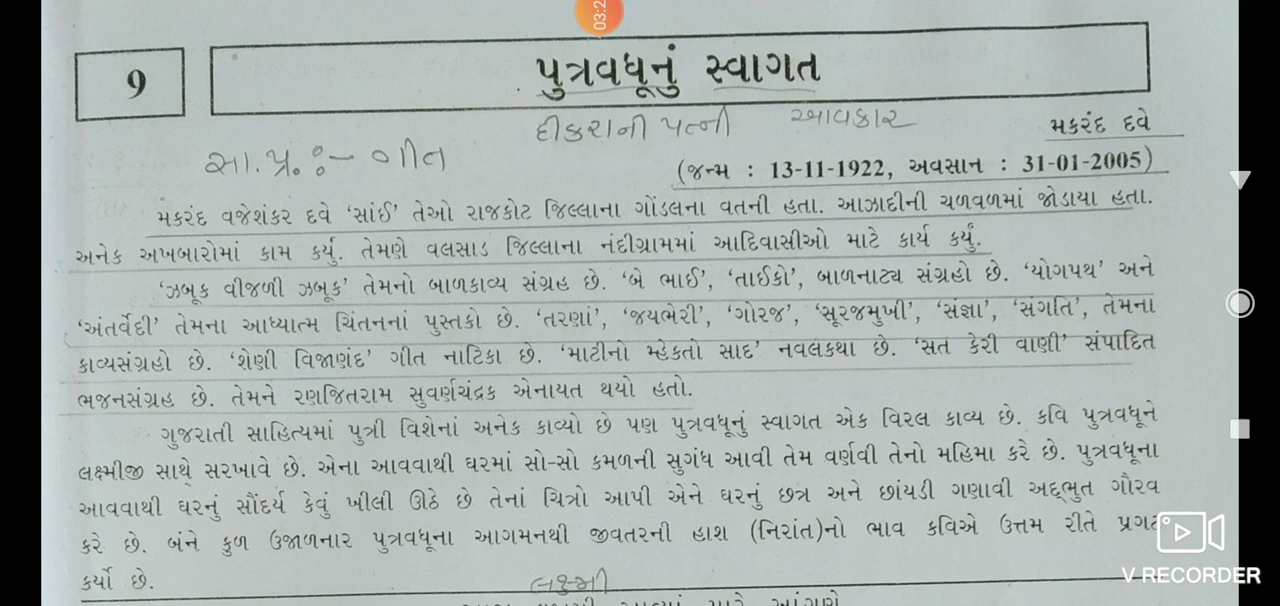 03:2
9
પુત્રવધૂનું સ્વાગત
દીકરાની પત્ની આવકાર
મકરંદ દવે
સા.પ્ર. :- ગીત
(જન્મ : 13-11-1922, અવસાન : 31-01-2005)
મકરંદ વજેશંકર દવે ‘સાંઈ’ તેઓ રાજકોટ જિલ્લાના ગોંડલના વતની હતા. આઝાદીની ચળવળમાં જોડાયા હતા.
અનેક અખબારોમાં કામ કર્યું. તેમણે વલસાડ જિલ્લાના નંદીગ્રામમાં આદિવાસીઓ માટે કાર્ય કર્યું.
‘ઝબૂક વીજળી ઝબૂક’ તેમનો બાળકાવ્ય સંગ્રહ છે. ‘બે ભાઈ’, ‘તાઈકો’, બાળનાટ્ય સંગ્રહો છે. ‘યોગપથ’ અને
‘અંતર્વેદી’ તેમના આધ્યાત્મ ચિંતનનાં પુસ્તકો છે. ‘તરણાં’, ‘જયભેરી’, ‘ગોરજ’, ‘સૂરજમુખી’, ‘સંજ્ઞા’, ‘સંગતિ’, તેમના
કાવ્યસંગ્રહો છે. ‘શેણી વિજાણંદ’ ગીત નાટિકા છે. ‘માટીનો મ્હેકતો સાદ’ નવલકથા છે. ‘સત કેરી વાણી’ સંપાદિત
ભજનસંગ્રહ છે. તેમને રણજિતરામ સુવર્ણચંદ્રક એનાયત થયો હતો.
ગુજરાતી સાહિત્યમાં પુત્રી વિશેનાં અનેક કાવ્યો છે પણ પુત્રવધૂનું સ્વાગત એક વિરલ કાવ્ય છે. કવિ પુત્રવધૂને
લક્ષ્મીજી સાથે સરખાવે છે. એના આવવાથી ઘરમાં સો-સો કમળની સુગંધ આવી તેમ વર્ણવી તેનો મહિમા કરે છે. પુત્રવધૂના
આવવાથી ઘરનું સૌંદર્ય કેવું ખીલી ઊઠે છે તેનાં ચિત્રો આપી એને ઘરનું છત્ર અને છાંયડી ગણાવી અદ્ભુત ગૌરવ
કરે છે. બંને કુળ ઉજાળનાર પુત્રવધૂના આગમનથી જીવતરની હાશ (નિરાંત)નો ભાવ કવિએ ઉત્તમ રીતે પ્રગટ
કર્યો છે.
લક્ષ્મી
V RECORDER